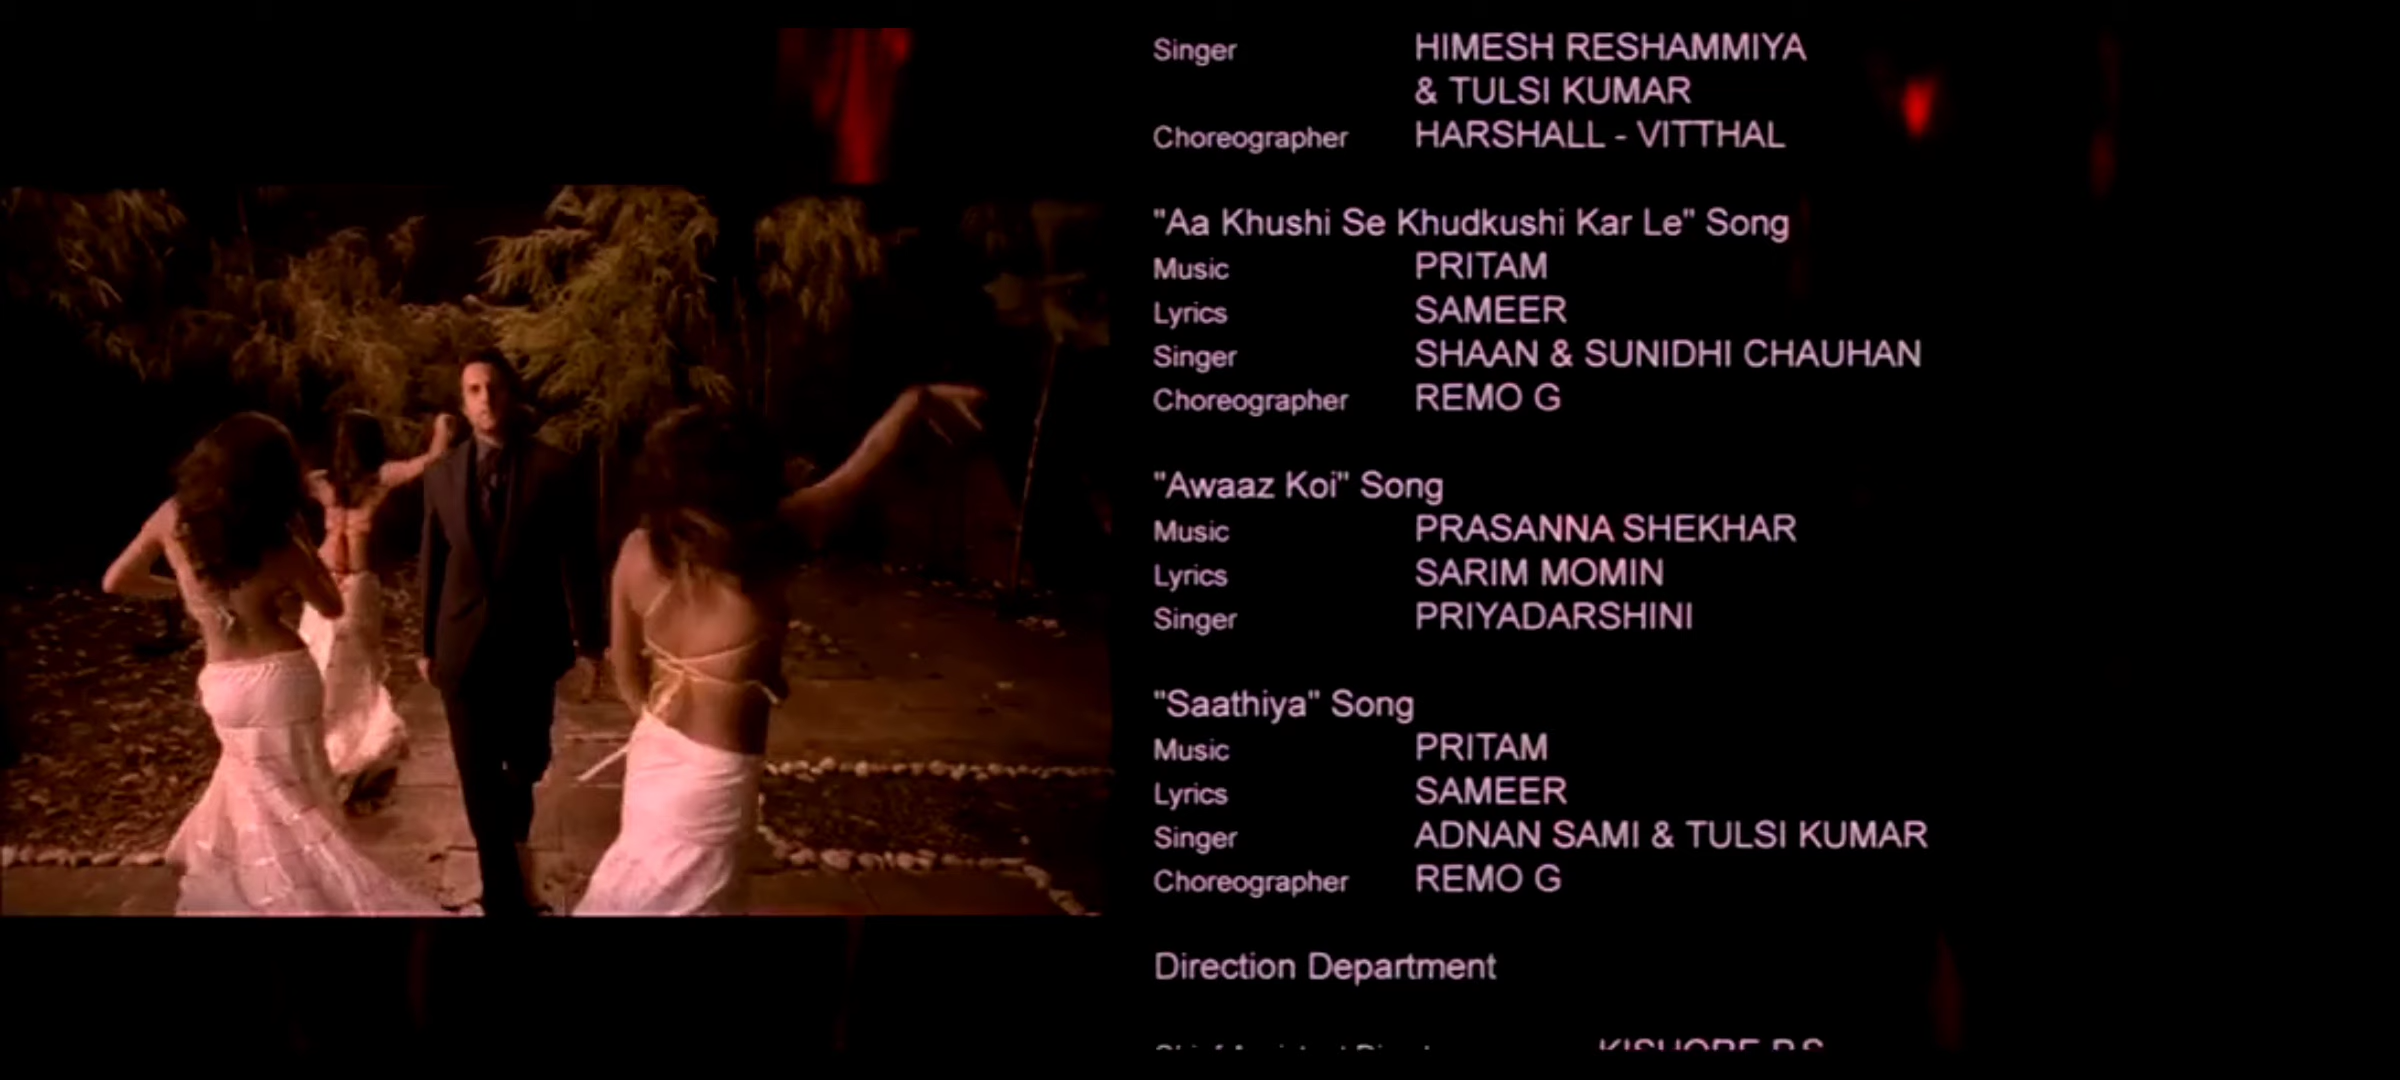 Singer HIMESH RESHAMMIYA
& TULSI KUMAR
Choreographer HARSHALL - VITTHAL
"Aa Khushi Se Khudkushi Kar Le" Song
Music PRITAM
Lyrics SAMEER
Singer SHAAN & SUNIDHI CHAUHAN
Choreographer REMO G
"Awaaz Koi" Song
Music PRASANNA SHEKHAR
Lyrics SARIM MOMIN
Singer PRIYADARSHINI
"Saathiya" Song
Music PRITAM
Lyrics SAMEER
Singer ADNAN SAMI & TULSI KUMAR
Choreographer REMO G
Direction Department